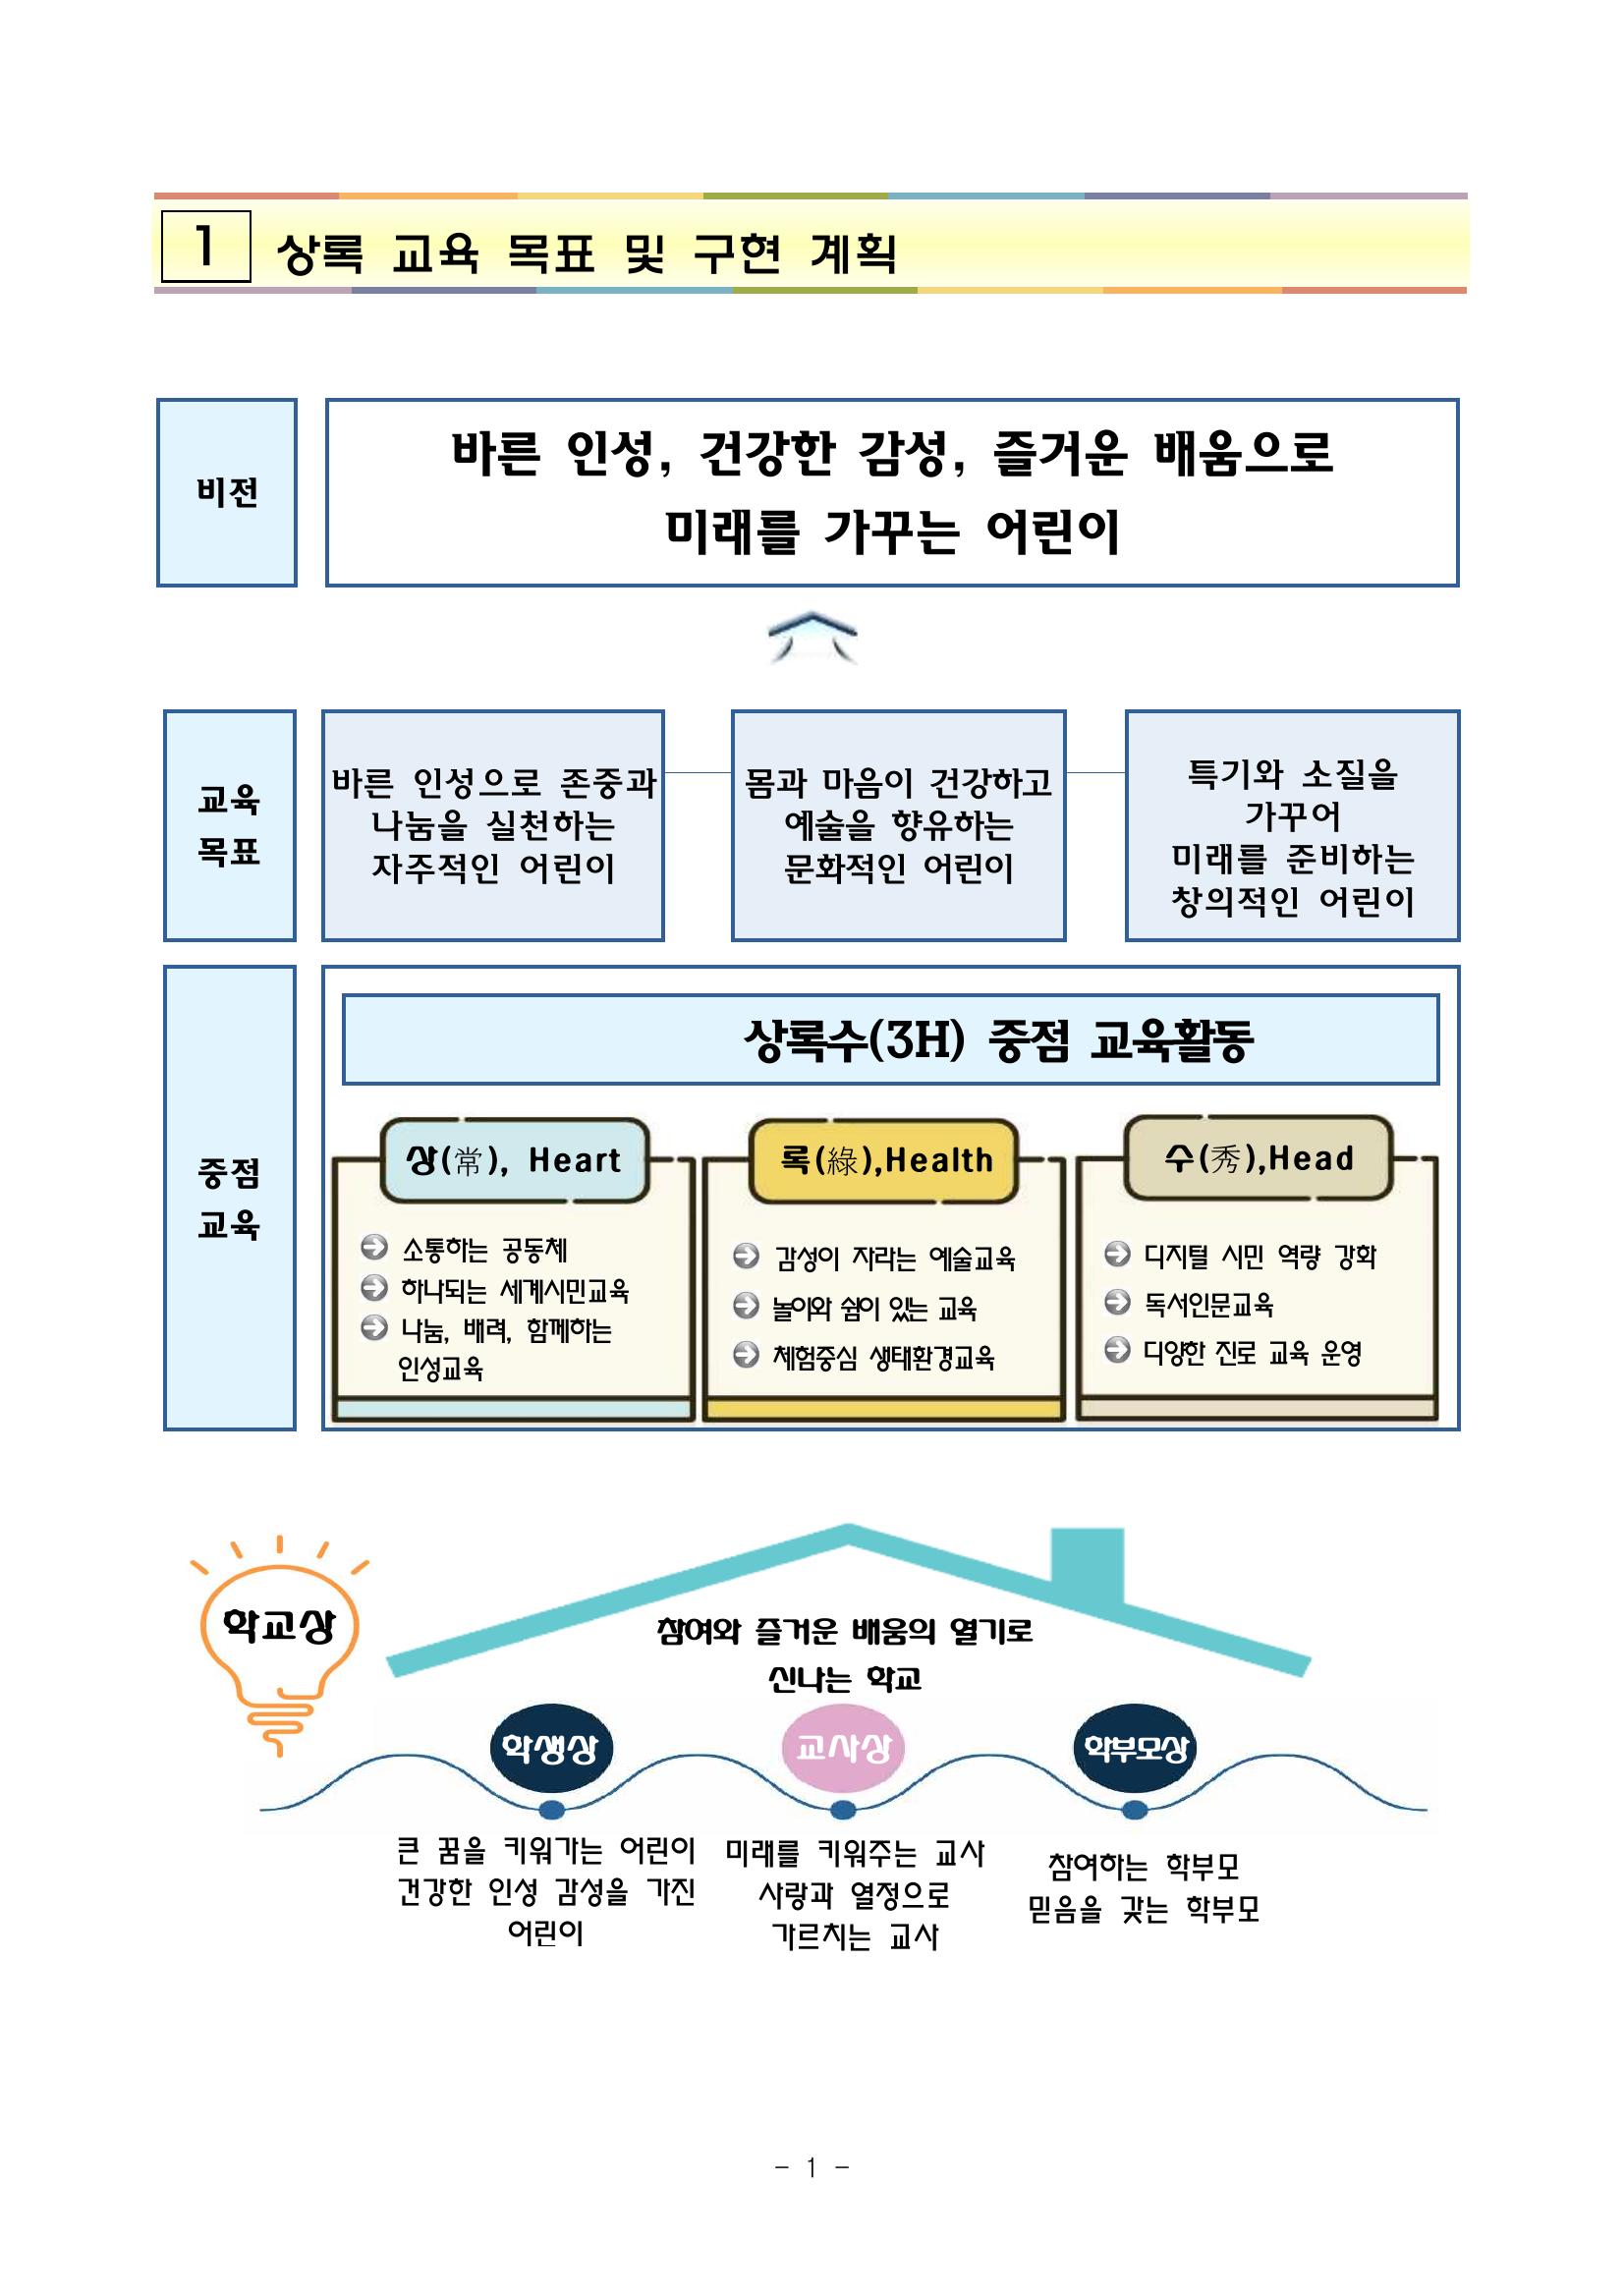 1 상록 교육 목표 및 구현 계획
비전
바른 인성, 건강한 감성, 즐거운 배움으로
미래를 가꾸는 어린이
교육
목표
바른 인성으로 존중과
나눔을 실천하는
자주적인 어린이
몸과 마음이 건강하고
예술을 향유하는
문화적인 어린이
특기와 소질을
가꾸어
미래를 준비하는
창의적인 어린이
중점
교육
상록수(3H) 중점 교육활동
상(常), Heart
소통하는 공동체
하나되는 세계시민교육
나눔, 배려, 함께하는
인성교육
록(綠),Health
감성이 자라는 예술교육
놀이와 쉼이 있는 교육
체험중심 생태환경교육
수(秀),Head
디지털 시민 역량 강화
독서인문교육
디양한 진로 교육 운영
학교상
참여와 즐거운 배움의 열기로
신나는 학교
학생상
큰 꿈을 키워가는 어린이
건강한 인성 감성을 가진
어린이
교사상
미래를 키워주는 교사
사랑과 열정으로
가르치는 교사
학부모상
참여하는 학부모
믿음을 갖는 학부모
- 1 -